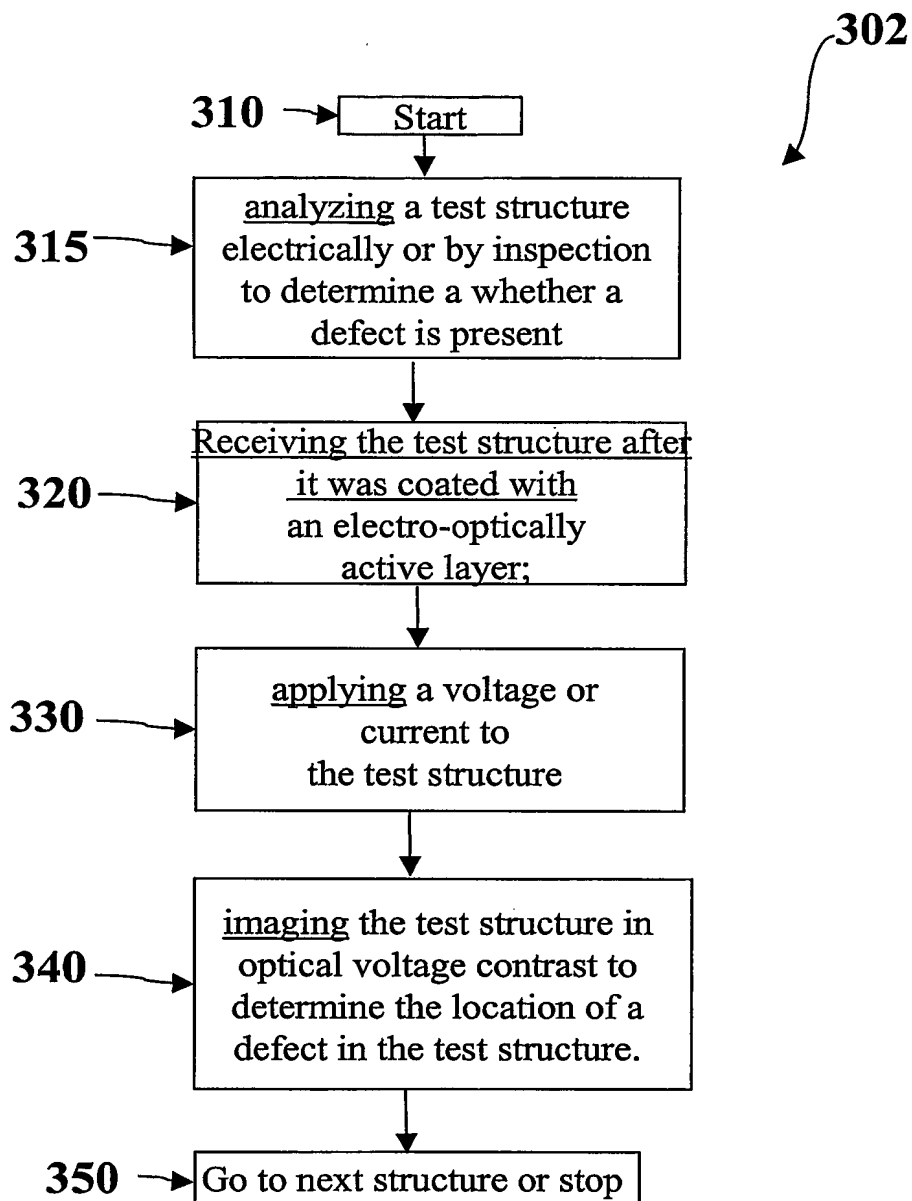 302
310
Start
315
analyzing a test structure
electrically or by inspection
to determine a whether a
defect is present
320
Receiving the test structure after
it was coated with
an electro-optically
active layer;
330
applying a voltage or
current to
the test structure
340
imaging the test structure in
optical voltage contrast to
determine the location of a
defect in the test structure.
350
Go to next structure or stop